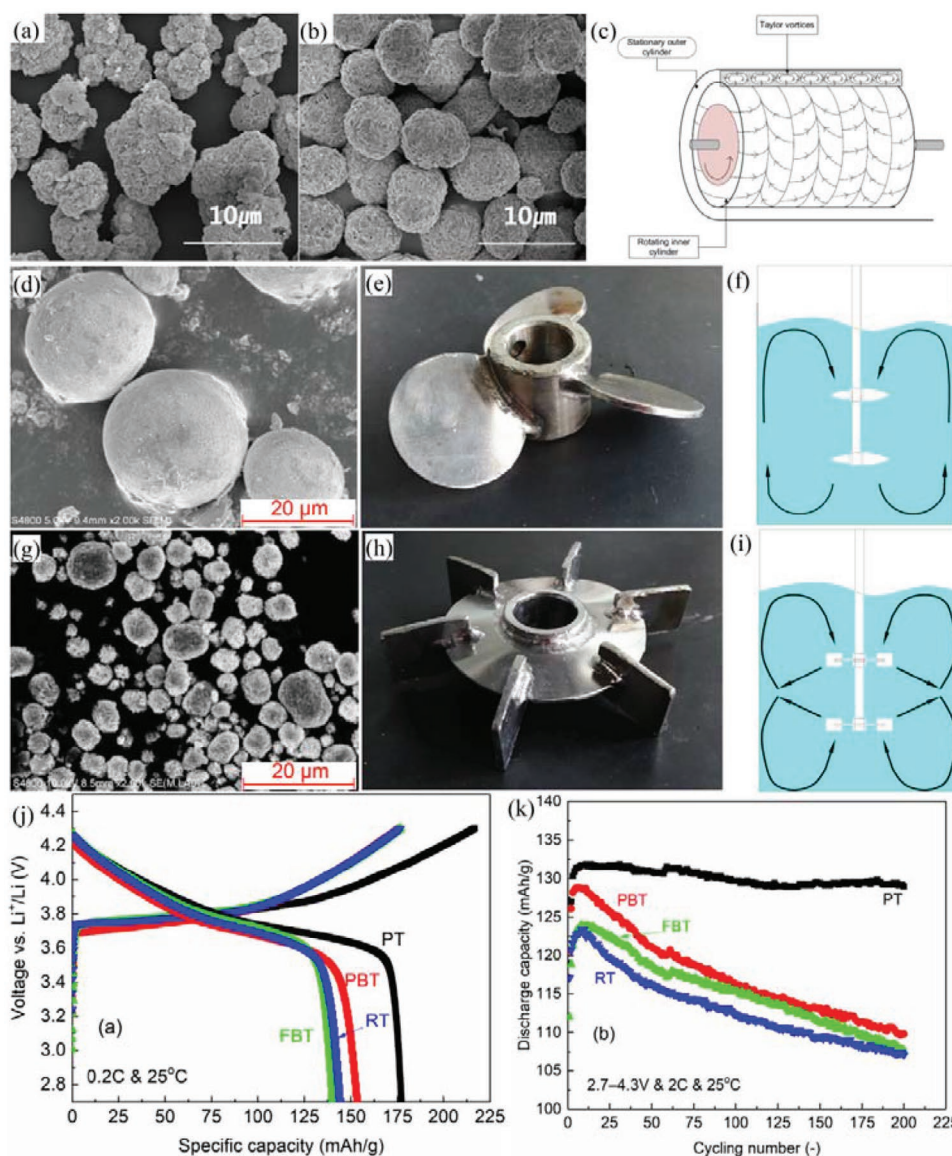 (a)
10μm
(b)
10μm
(c)
Taylor vortices
Stationary outer
cylinder
Rotating inner
cylinder
(d)
20 μm
(e)
(f)
(g)
20 μm
(h)
(i)
(j)
Voltage vs. Li⁺/Li (V)
4.4
4.2
4.0
3.8
3.6
3.4
3.2
3.0
2.8
PT
PBT
RT
FBT
(a)
0.2C & 25°C
0 25 50 75 100 125 150 175 200 225
Specific capacity (mAh/g)
(k)
Discharge capacity (mAh/g)
140
135
130
125
120
115
110
105
100
PT
PBT
FBT
RT
(b)
2.7–4.3V & 2C & 25°C
0 25 50 75 100 125 150 175 200 225
Cycling number (-)